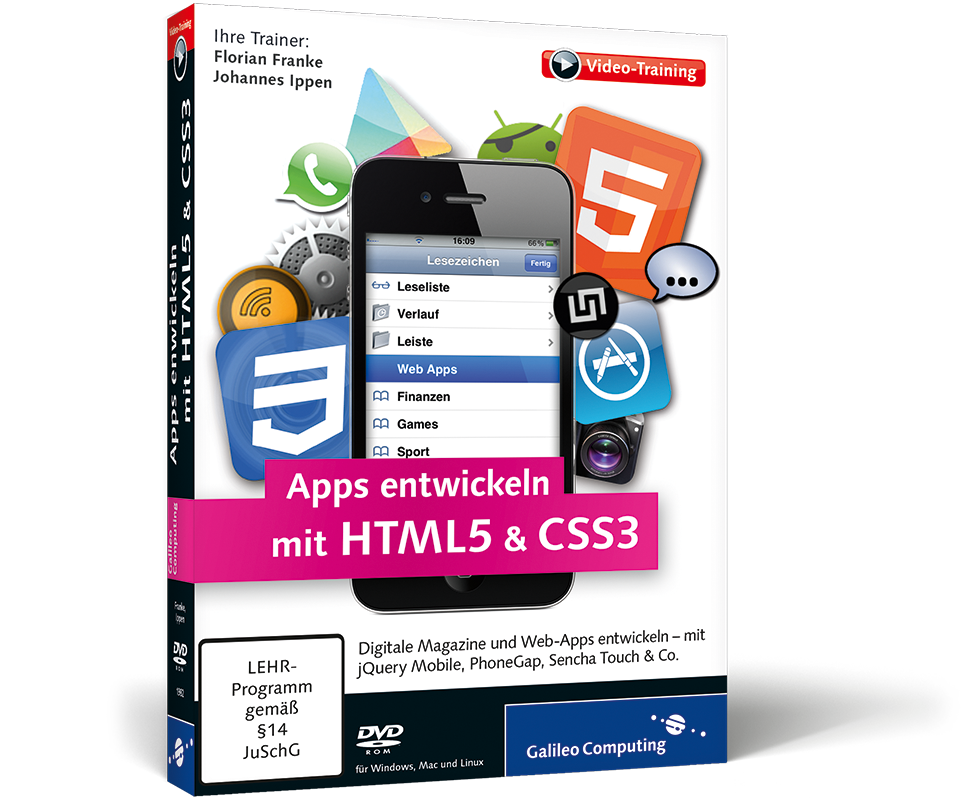 Ihre Trainer:
Florian Franke
Johannes Ippen
Video-Training
16:09
66%
Lesezeichen
Fertig
Leseliste
Verlauf
Leiste
Web Apps
Finanzen
Games
Sport
Apps entwickeln
mit HTML5 & CSS3
Digitale Magazine und Web-Apps entwickeln – mit
jQuery Mobile, PhoneGap, Sencha Touch & Co.
LEHR-
Programm
gemäß
§14
JuSchG
DVD
ROM
für Windows, Mac und Linux
Galileo Computing
Video-Training
Apps entwickeln
mit HTML5 & CSS3
Galileo
Computing
Franke,
Ippen
DVD
ROM